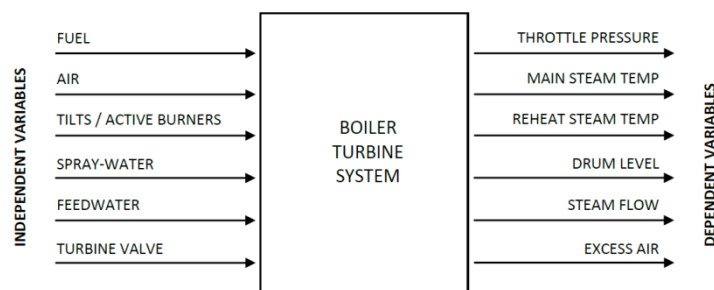 INDEPENDENT VARIABLES
FUEL
AIR
TILTS / ACTIVE BURNERS
SPRAY-WATER
FEEDWATER
TURBINE VALVE
BOILER
TURBINE
SYSTEM
THROTTLE PRESSURE
MAIN STEAM TEMP
REHEAT STEAM TEMP
DRUM LEVEL
STEAM FLOW
EXCESS AIR
DEPENDENT VARIABLES